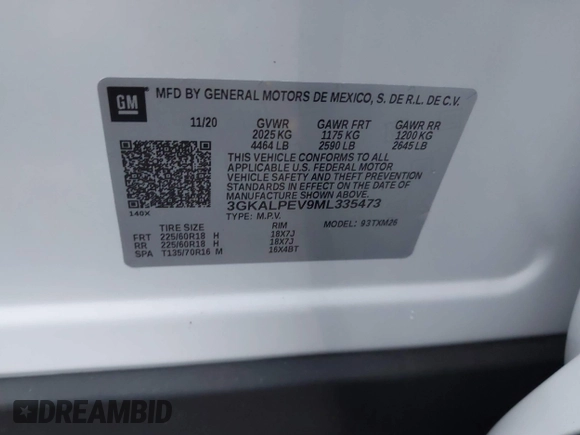 GM
MFD BY GENERAL MOTORS DE MEXICO, S. DE R.L. DE C.V.
11/20 GVWR GAWR FRT GAWR RR
2025 KG 1175 KG 1200 KG
4464 LB 2590 LB 2645 LB
THIS VEHICLE CONFORMS TO ALL
APPLICABLE U.S. FEDERAL MOTOR
VEHICLE SAFETY, BUMPER, AND THEFT
PREVENTION STANDARDS IN EFFECT ON
THE DATE OF MANUFACTURE SHOWN ABOVE.
3GKALPEV9ML335473
140X
TYPE: M.P.V. MODEL: 93TXM26
TIRE SIZE RIM
FRT 225/60R18 H 18X7J
RR 225/60R18 H 18X7J
SPA T135/70R16 M 16X4BT
DREAMBID